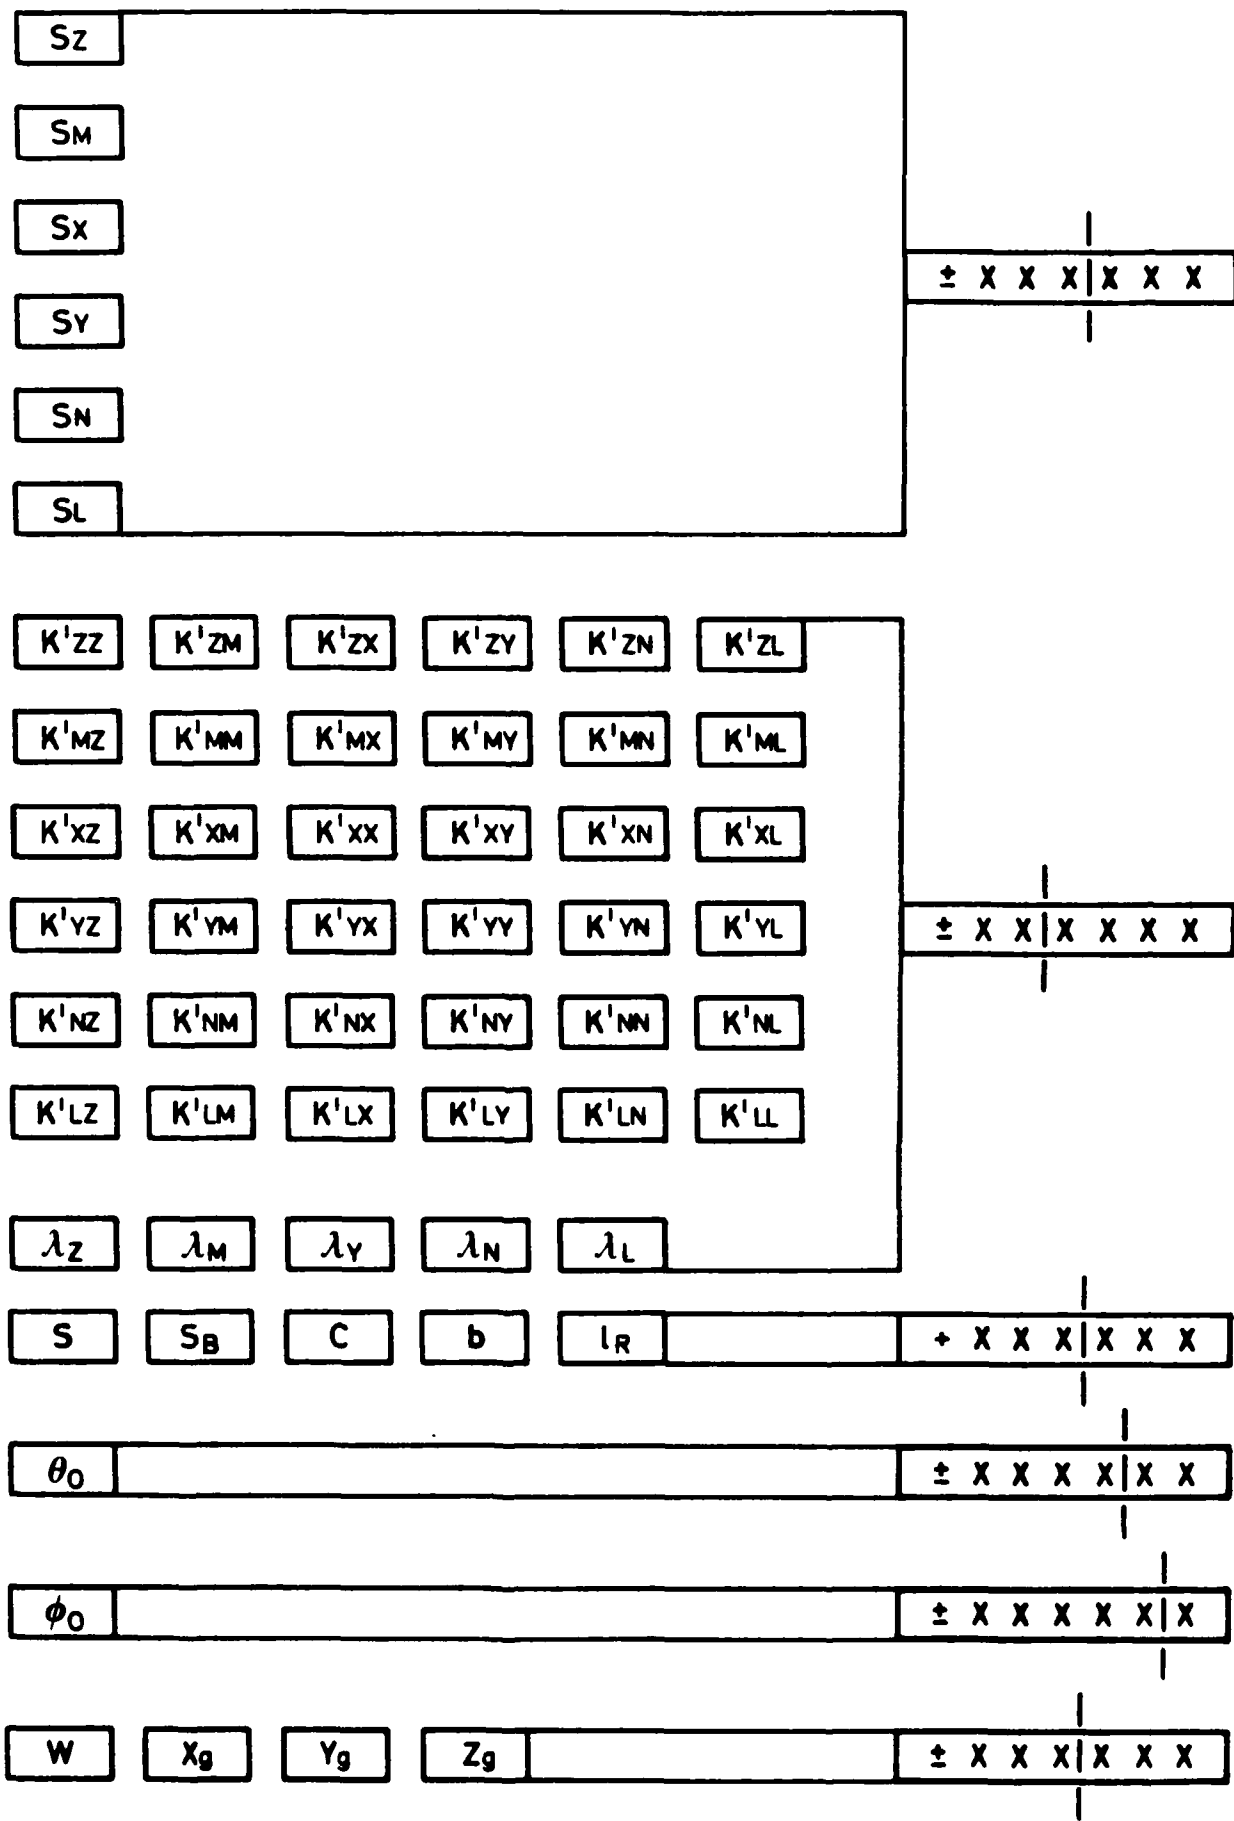 SZ
SM
SX
± X X X | X X X
SY
SN
SL
K'ZZ K'ZM K'ZX K'ZY K'ZN K'ZL
K'MZ K'MM K'MX K'MY K'MN K'ML
K'XZ K'XM K'XX K'XY K'XN K'XL
K'YZ K'YM K'YX K'YY K'YN K'YL ± X X | X X X X
K'NZ K'NM K'NX K'NY K'NN K'NL
K'LZ K'LM K'LX K'LY K'LN K'LL
λZ λM λY λN λL
S SB C b lR + X X X | X X X
θ0 ± X X X X | X X
ϕ0 ± X X X X X | X
W Xg Yg Zg ± X X X | X X X